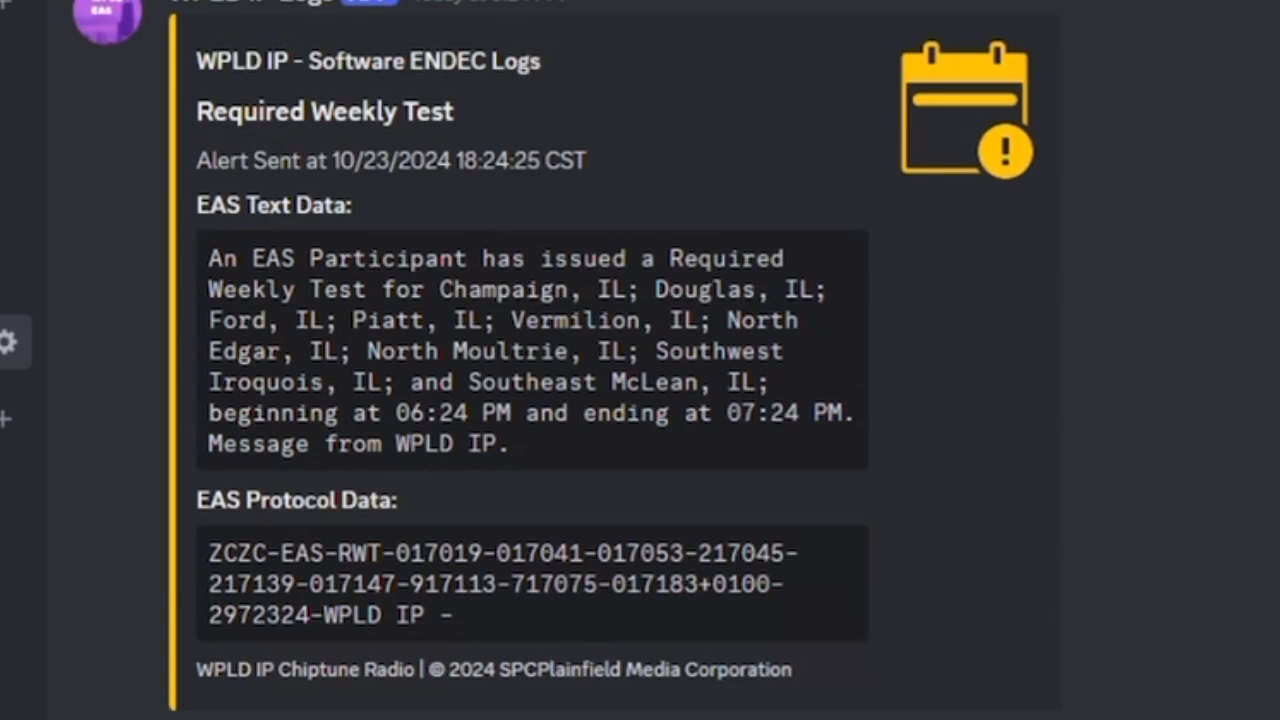 EAS
WPLD IP - Software ENDEC Logs
Required Weekly Test
Alert Sent at 10/23/2024 18:24:25 CST
EAS Text Data:
An EAS Participant has issued a Required
Weekly Test for Champaign, IL; Douglas, IL;
Ford, IL; Piatt, IL; Vermilion, IL; North
Edgar, IL; North Moultrie, IL; Southwest
Iroquois, IL; and Southeast McLean, IL;
beginning at 06:24 PM and ending at 07:24 PM.
Message from WPLD IP.
EAS Protocol Data:
ZCZC-EAS-RWT-017019-017041-017053-217045-
217139-017147-917113-717075-017183+0100-
2972324-WPLD IP -
WPLD IP Chiptune Radio | © 2024 SPCPlainfield Media Corporation